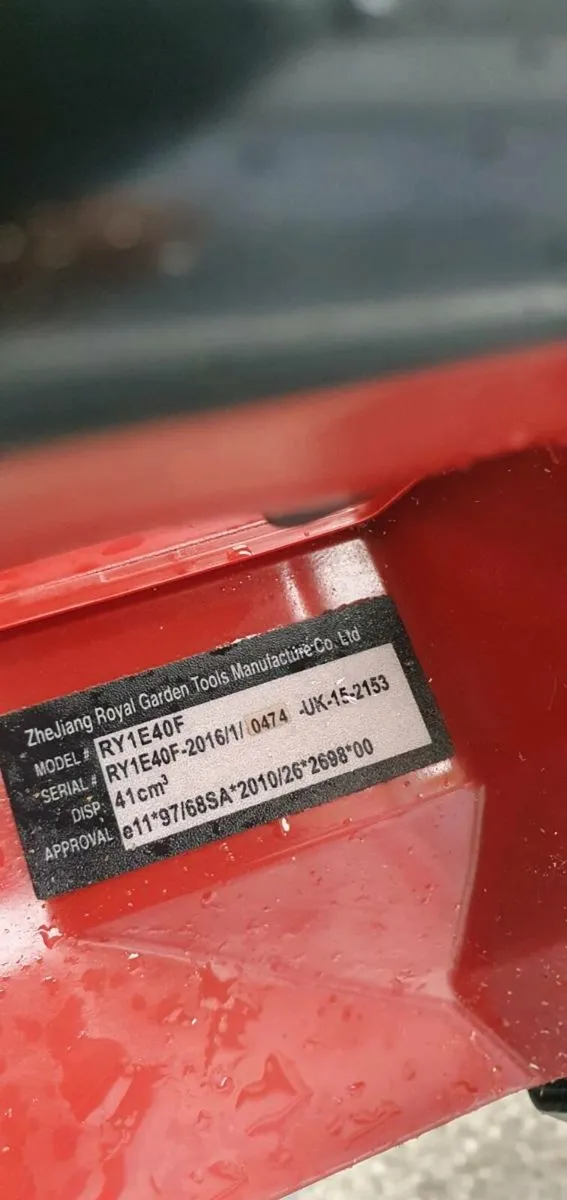 ZheJiang Royal Garden Tools Manufacture Co. Ltd
MODEL # RY1E40F
SERIAL # RY1E40F-2016/1/ 0474 -UK-15-2153
DISP. 41cm³
APPROVAL e11*97/68SA*2010/26*2698*00